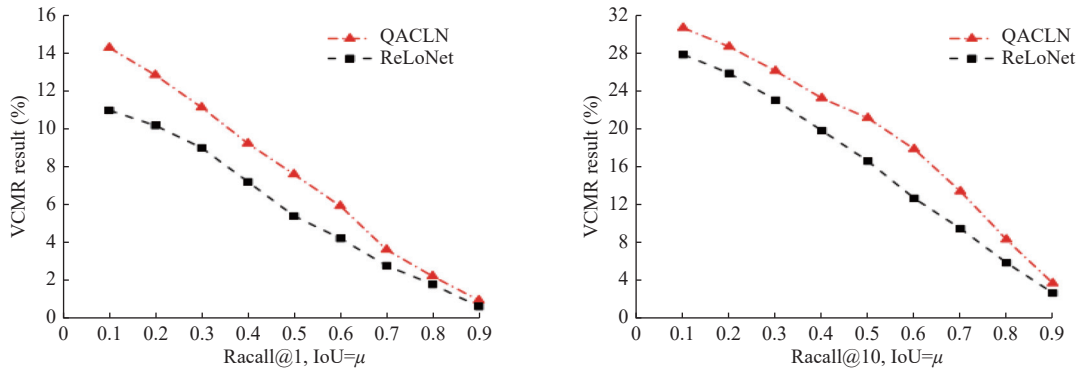 16
14
12
10
8
6
4
2
0
VCMR result (%)
QACLN
ReLoNet
0 0.1 0.2 0.3 0.4 0.5 0.6 0.7 0.8 0.9
Racall@1, IoU=μ
32
28
24
20
16
12
8
4
0
VCMR result (%)
QACLN
ReLoNet
0 0.1 0.2 0.3 0.4 0.5 0.6 0.7 0.8 0.9
Racall@10, IoU=μ